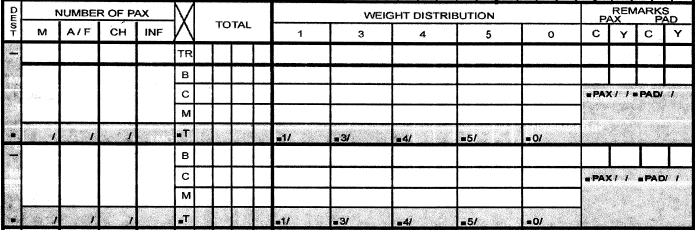 DEST NUMBER OF PAX TOTAL WEIGHT DISTRIBUTION REMARKS
PAX PAD
M A/F CH INF 1 3 4 5 0 C Y C Y
– TR
B
C .PAX/ / .PAD/ /
M
. / / / / .T .1/ .3/ .4/ .5/ .0/
– B
C .PAX/ / .PAD/ /
M
. / / / / .T .1/ .3/ .4/ .5/ .0/